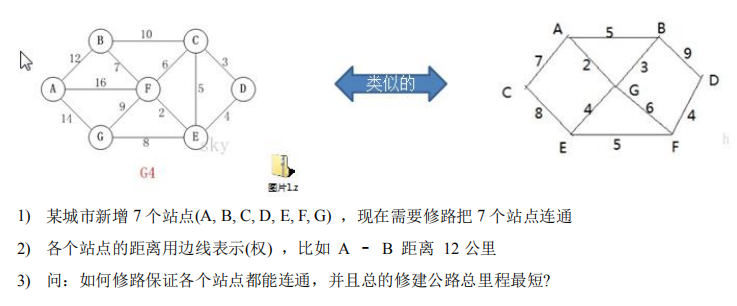 10
B
C
12
7
6
3
16
A
F
5
D
14
9
2
4
G
8
E
sky
G4
类似的
图片1.z
A
5
B
7
2
3
9
C
G
D
8
4
6
4
E
5
F
h
1) 某城市新增 7 个站点(A, B, C, D, E, F, G) ，现在需要修路把 7 个站点连通
2) 各个站点的距离用边线表示(权) ，比如 A – B 距离 12 公里
3) 问：如何修路保证各个站点都能连通，并且总的修建公路总里程最短?